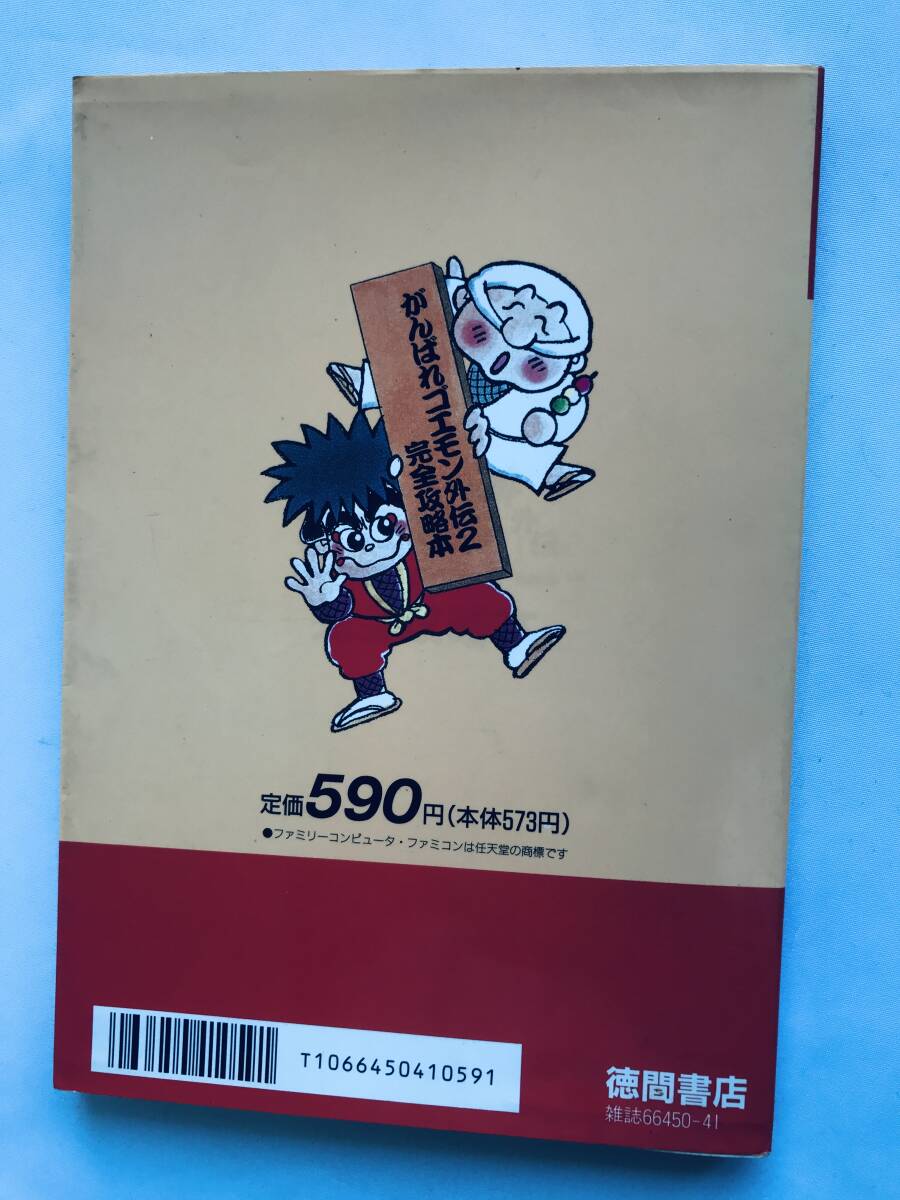 がんばれゴエモン外伝2
完全攻略本
定価590円(本体573円)
●ファミリーコンピュータ・ファミコンは任天堂の商標です
T1066450410591
徳間書店
雑誌66450-41